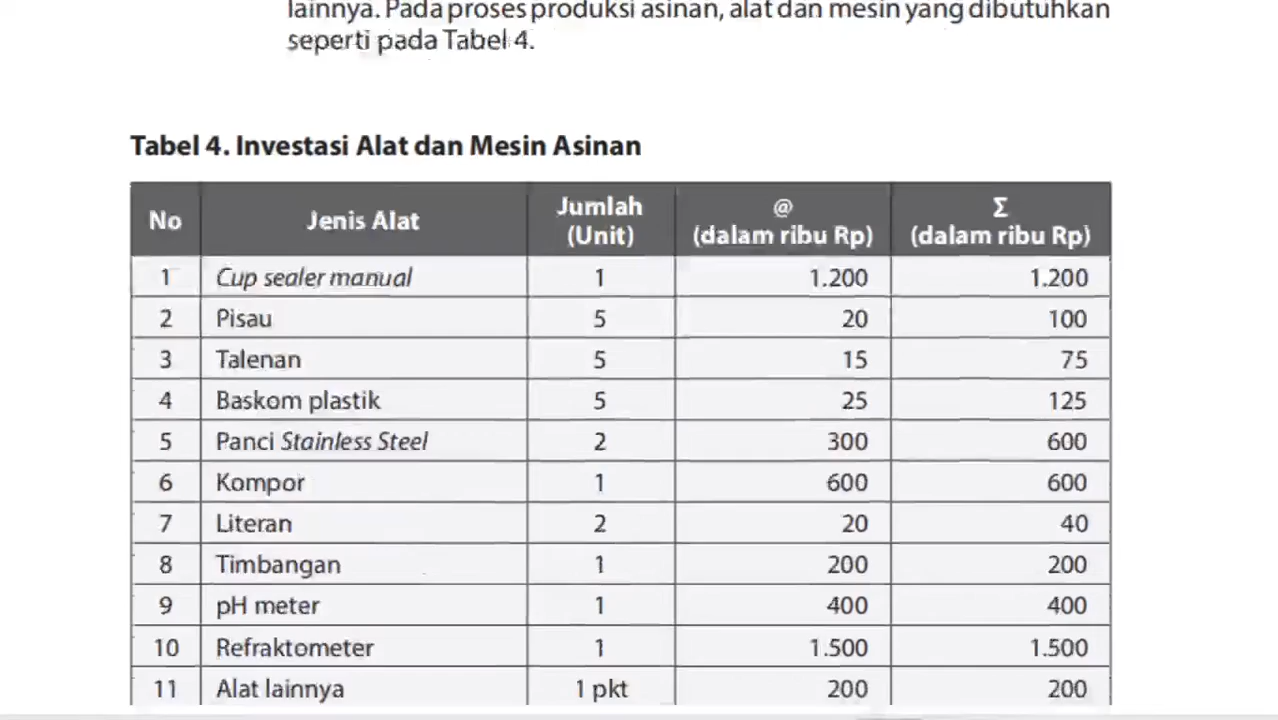 lainnya. Pada proses produksi asinan, alat dan mesin yang dibutuhkan
seperti pada Tabel 4.
Tabel 4. Investasi Alat dan Mesin Asinan
No Jenis Alat Jumlah (Unit) @ (dalam ribu Rp) Σ (dalam ribu Rp)
1 Cup sealer manual 1 1.200 1.200
2 Pisau 5 20 100
3 Talenan 5 15 75
4 Baskom plastik 5 25 125
5 Panci Stainless Steel 2 300 600
6 Kompor 1 600 600
7 Literan 2 20 40
8 Timbangan 1 200 200
9 pH meter 1 400 400
10 Refraktometer 1 1.500 1.500
11 Alat lainnya 1 pkt 200 200